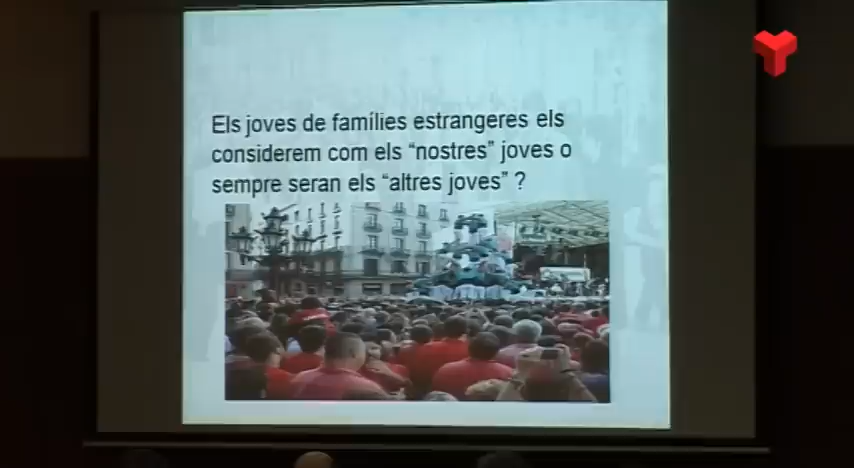 Els joves de famílies estrangeres els
considerem com els “nostres” joves o
sempre seran els “altres joves” ?